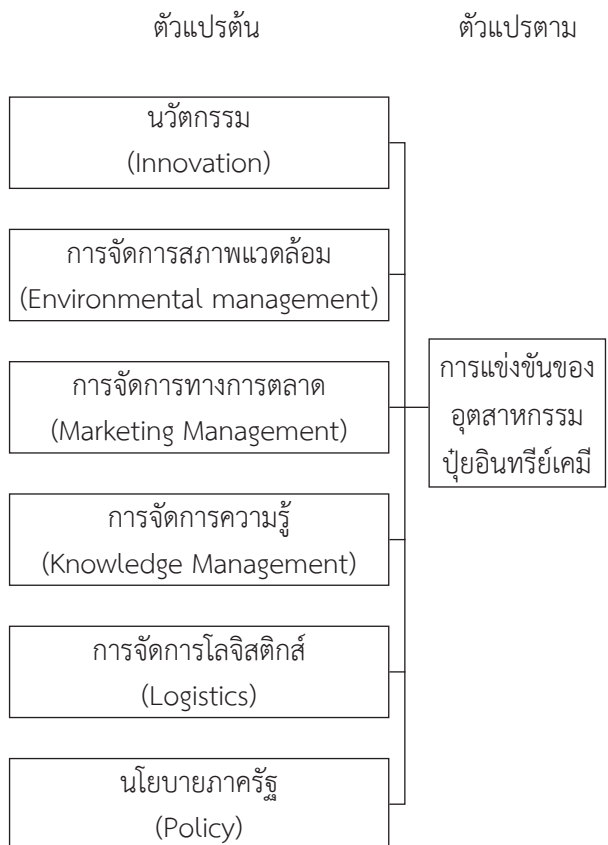 ตัวแปรต้น
ตัวแปรตาม
นวัตกรรม
(Innovation)
การจัดการสภาพแวดล้อม
(Environmental management)
การจัดการทางการตลาด
(Marketing Management)
การจัดการความรู้
(Knowledge Management)
การจัดการโลจิสติกส์
(Logistics)
นโยบายภาครัฐ
(Policy)
การแข่งขันของ
อุตสาหกรรม
ปุ๋ยอินทรีย์เคมี